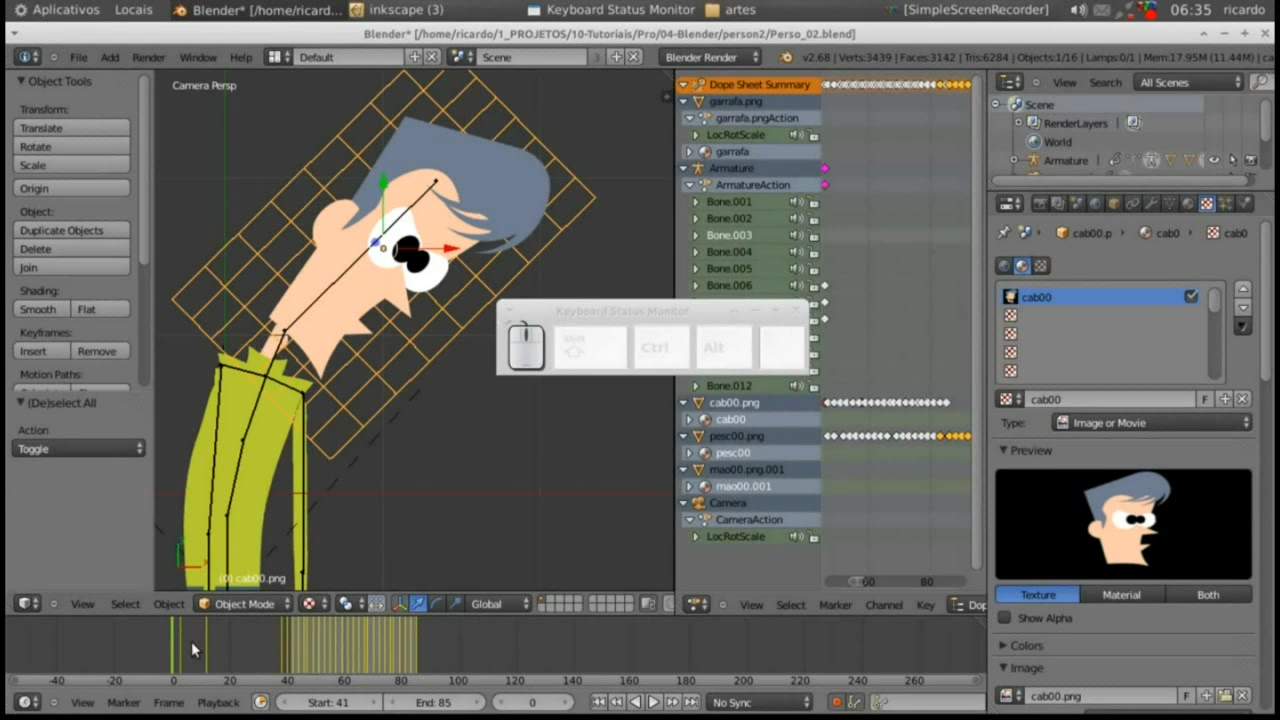 Aplicativos Locais Blender* [/home/ricard... inkscape (3) Keyboard Status Monitor artes [SimpleScreenRecorder] 06:35 ricardo
Blender* [/home/ricardo/1_PROJETOS/10-Tutoriais/Pro/04-Blender/person2/Perso_02.blend]
File Add Render Window Help Default Scene 3 Blender Render v2.68 | Verts:3439 | Faces:3142 | Tris:6284 | Objects:1/16 | Lamps:0/1 | Mem:17.95M (11.44M) | ca
Object Tools
Transform:
Translate
Rotate
Scale
Origin
Object:
Duplicate Objects
Delete
Join
Shading:
Smooth Flat
Keyframes:
Insert Remove
Motion Paths:
(De)select All
Action
Toggle
Camera Persp
(0) cab00.png
View Select Object Object Mode Global
Keyboard Status Monitor
Shift Ctrl Alt
Dope Sheet Summary
garrafa.png
garrafa.pngAction
LocRotScale
garrafa
Armature
ArmatureAction
Bone.001
Bone.002
Bone.003
Bone.004
Bone.005
Bone.006
Bone.012
cab00.png
cab00
pesc00.png
pesc00
mao00.png.001
mao00.001
Camera
CameraAction
LocRotScale
60 80
View Select Marker Channel Key Dop
View Search All Scenes
Scene
RenderLayers
World
Armature
cab00.p cab0 cab0
cab00
cab00 F
Type: Image or Movie
Preview
Texture Material Both
Show Alpha
Colors
Image
cab00.png F
-40 -20 0 20 40 60 80 100 120 140 160 180 200 220 240 260
View Marker Frame Playback Start: 41 End: 85 0 No Sync